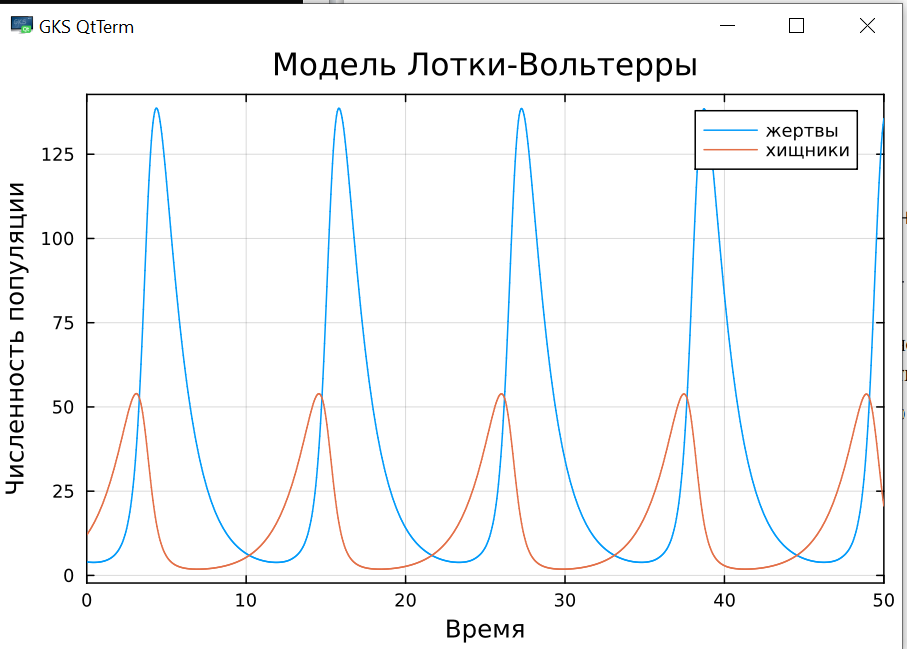 GKS QtTerm
Модель Лотки-Вольтерры
Численность популяции
125
100
75
50
25
0
жертвы
хищники
0 10 20 30 40 50
Время